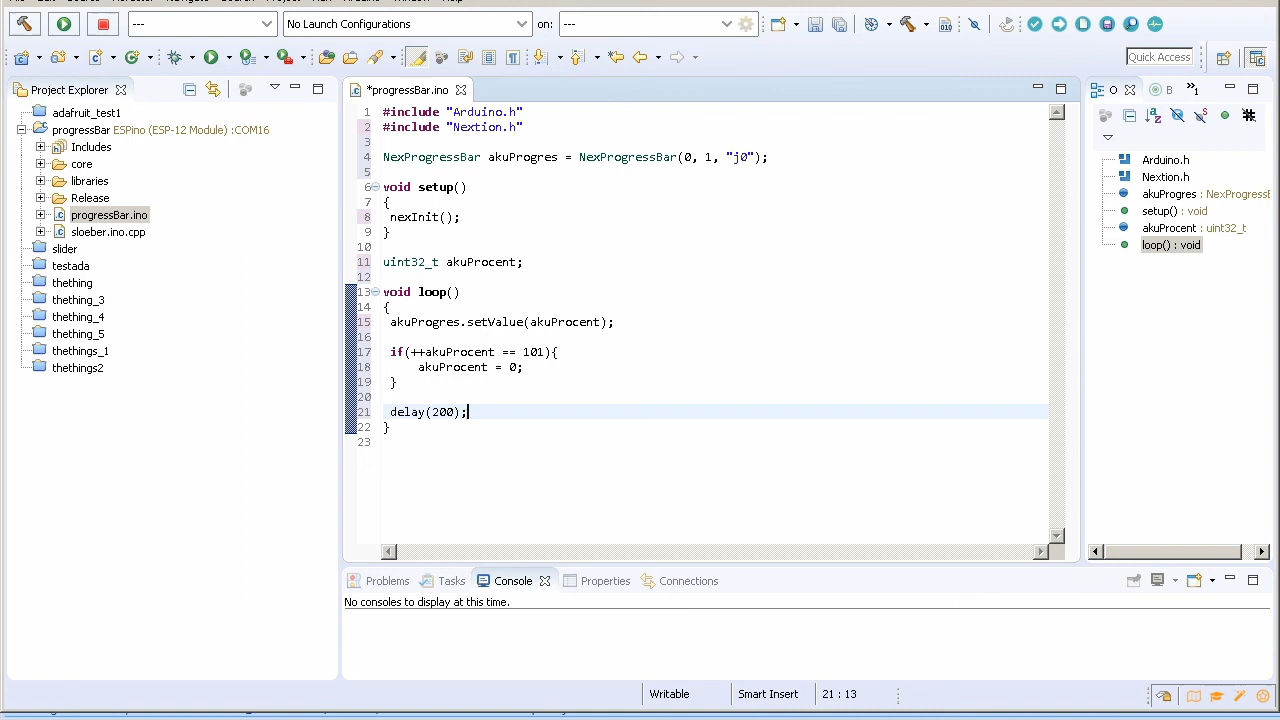 ---
No Launch Configurations
on:
---
Quick Access
Project Explorer
adafruit_test1
progressBar ESPino (ESP-12 Module) :COM16
Includes
core
libraries
Release
progressBar.ino
sloeber.ino.cpp
slider
testada
thething
thething_3
thething_4
thething_5
thethings_1
thethings2
*progressBar.ino
1 #include "Arduino.h"
2 #include "Nextion.h"
3
4 NexProgressBar akuProgres = NexProgressBar(0, 1, "j0");
5
6 void setup()
7 {
8 nexInit();
9 }
10
11 uint32_t akuProcent;
12
13 void loop()
14 {
15 akuProgres.setValue(akuProcent);
16
17 if(++akuProcent == 101){
18 akuProcent = 0;
19 }
20
21 delay(200);
22 }
23
O
B
Arduino.h
Nextion.h
akuProgres : NexProgressB
setup() : void
akuProcent : uint32_t
loop() : void
Problems
Tasks
Console
Properties
Connections
No consoles to display at this time.
Writable
Smart Insert
21 : 13